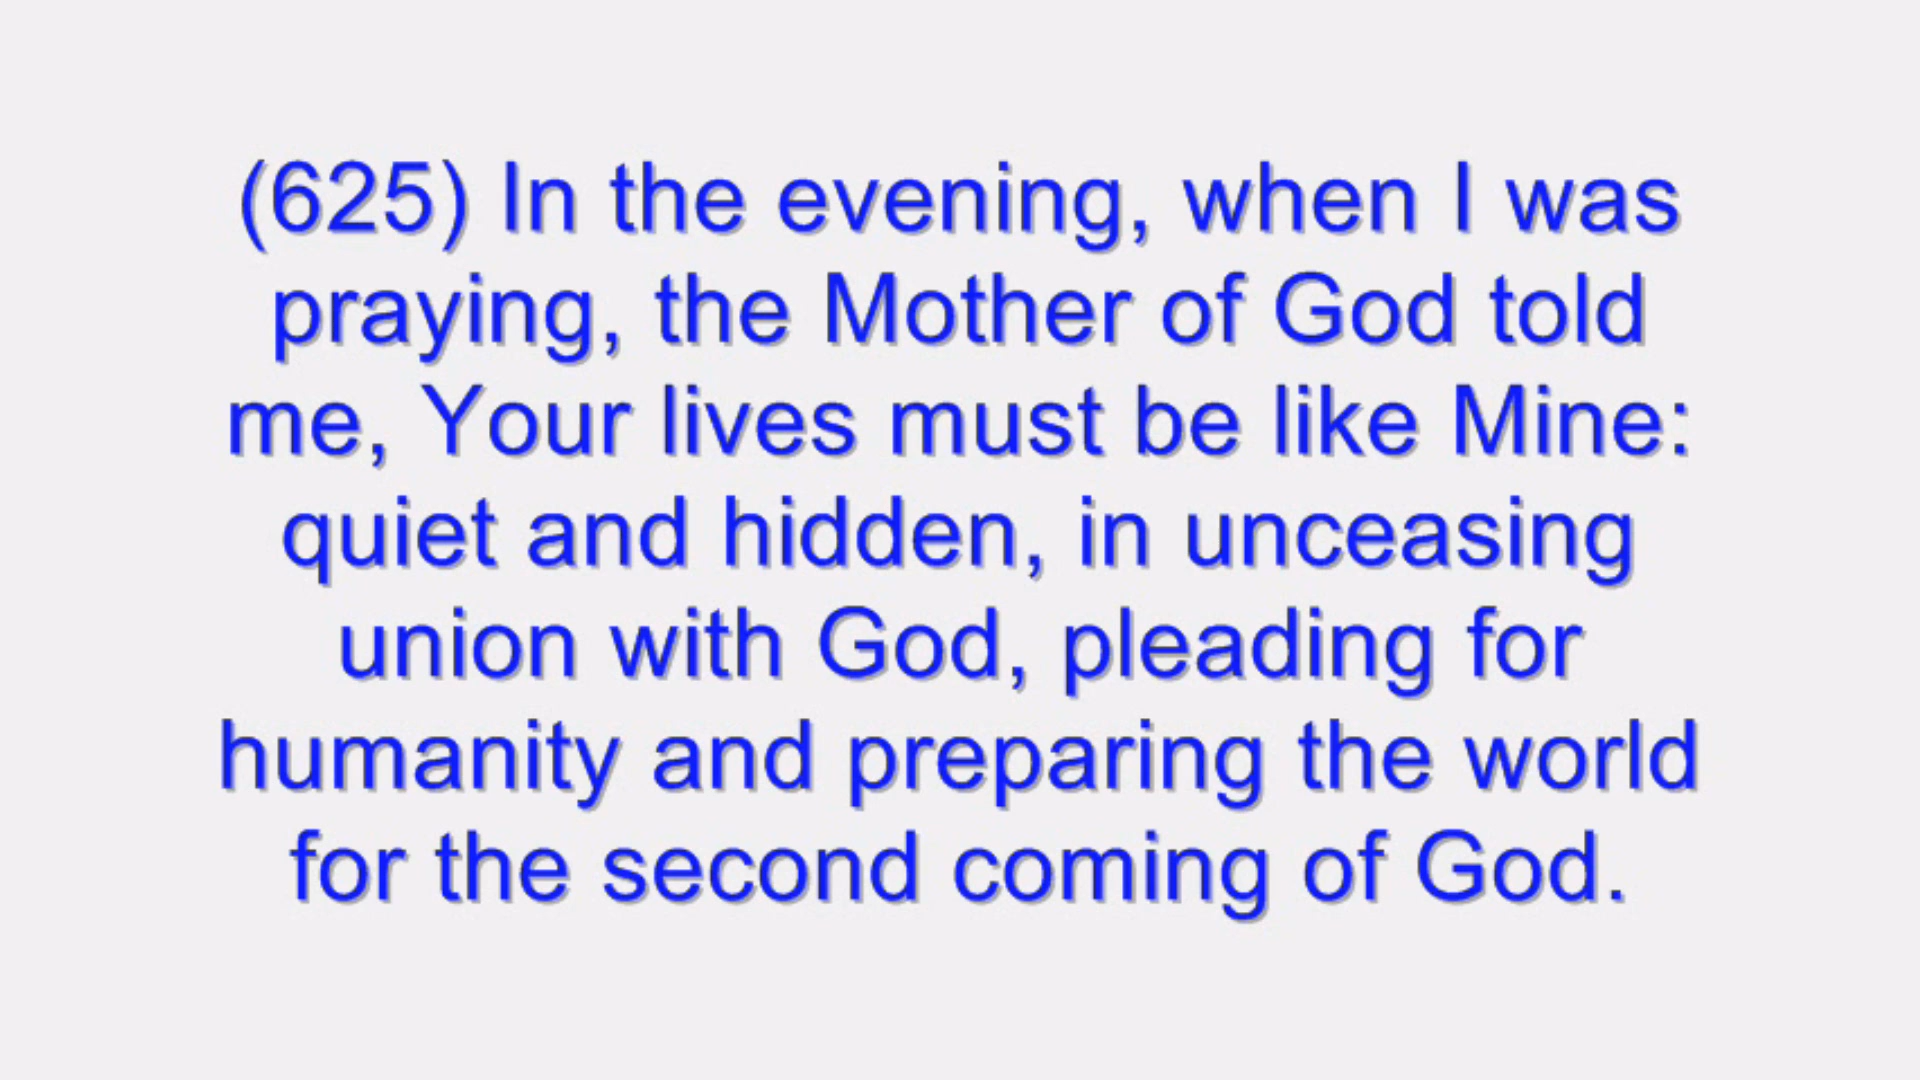 (625) In the evening, when I was
praying, the Mother of God told
me, Your lives must be like Mine:
quiet and hidden, in unceasing
union with God, pleading for
humanity and preparing the world
for the second coming of God.